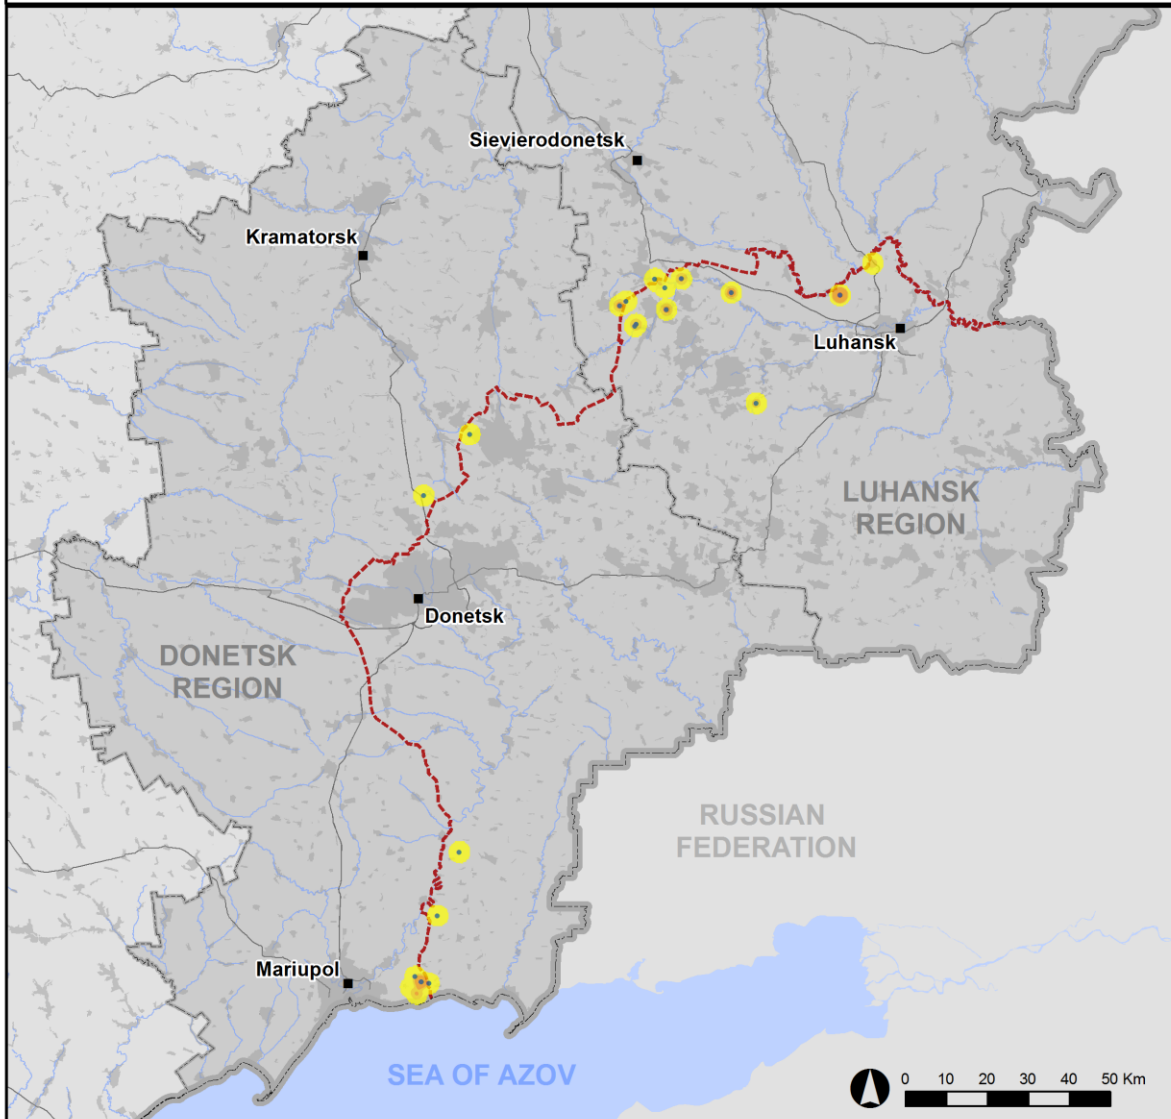 Sievierodonetsk
Kramatorsk
Luhansk
LUHANSK
REGION
Donetsk
DONETSK
REGION
RUSSIAN
FEDERATION
Mariupol
SEA OF AZOV
0 10 20 30 40 50 Km